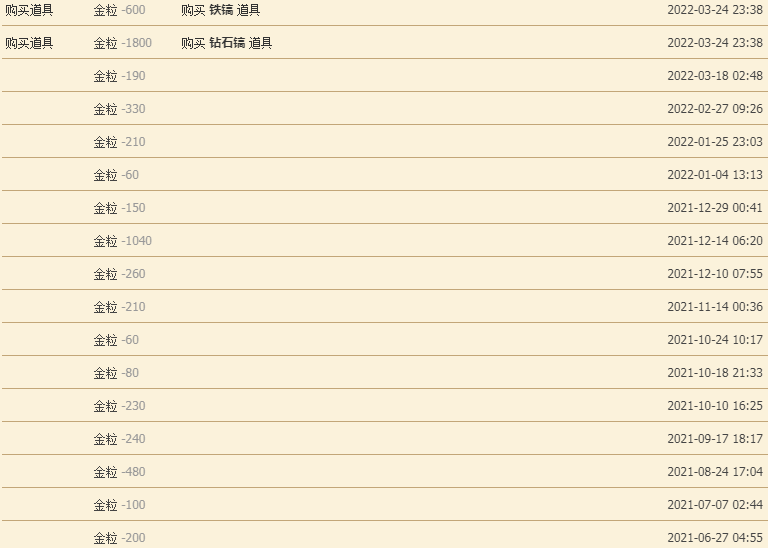 购买道具 金粒 -600 购买 铁镐 道具 2022-03-24 23:38
购买道具 金粒 -1800 购买 钻石镐 道具 2022-03-24 23:38
金粒 -190 2022-03-18 02:48
金粒 -330 2022-02-27 09:26
金粒 -210 2022-01-25 23:03
金粒 -60 2022-01-04 13:13
金粒 -150 2021-12-29 00:41
金粒 -1040 2021-12-14 06:20
金粒 -260 2021-12-10 07:55
金粒 -210 2021-11-14 00:36
金粒 -60 2021-10-24 10:17
金粒 -80 2021-10-18 21:33
金粒 -230 2021-10-10 16:25
金粒 -240 2021-09-17 18:17
金粒 -480 2021-08-24 17:04
金粒 -100 2021-07-07 02:44
金粒 -200 2021-06-27 04:55